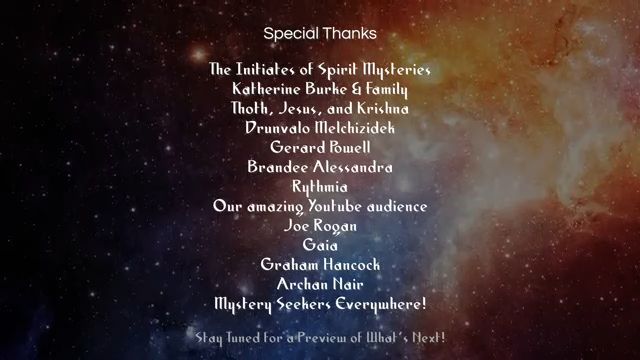 Special Thanks
The Initiates of Spirit Mysteries
Katherine Burke & Family
Thoth, Jesus, and Krishna
Drunvalo Melchizidek
Gerard Powell
Brandee Alessandra
Rythmia
Our amazing Youtube audience
Joe Rogan
Gaia
Graham Hancock
Archan Nair
Mystery Seekers Everywhere!
Stay Tuned for a Preview of What's Next!